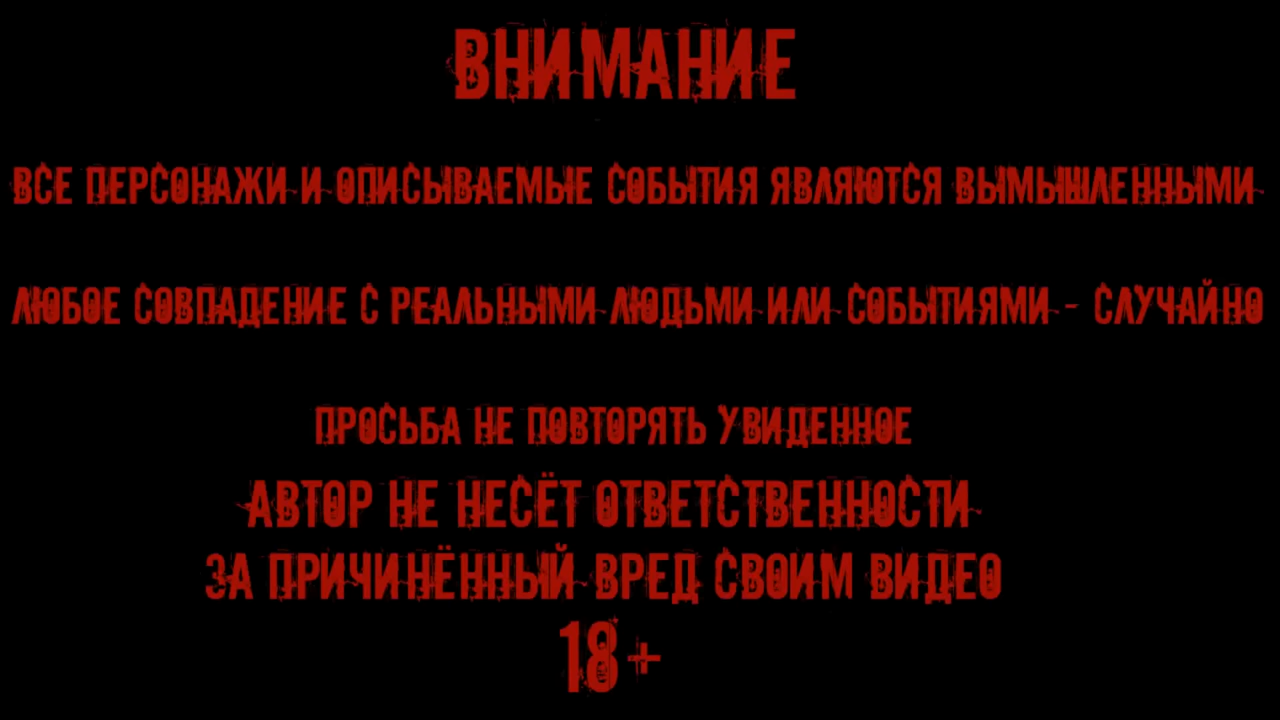 ВНИМАНИЕ
ВСЕ ПЕРСОНАЖИ И ОПИСЫВАЕМЫЕ СОБЫТИЯ ЯВЛЯЮТСЯ ВЫМЫШЛЕННЫМИ
ЛЮБОЕ СОВПАДЕНИЕ С РЕАЛЬНЫМИ ЛЮДЬМИ ИЛИ СОБЫТИЯМИ - СЛУЧАЙНО
ПРОСЬБА НЕ ПОВТОРЯТЬ УВИДЕННОЕ
АВТОР НЕ НЕСЁТ ОТВЕТСТВЕННОСТИ
ЗА ПРИЧИНЁННЫЙ ВРЕД СВОИМ ВИДЕО
18+